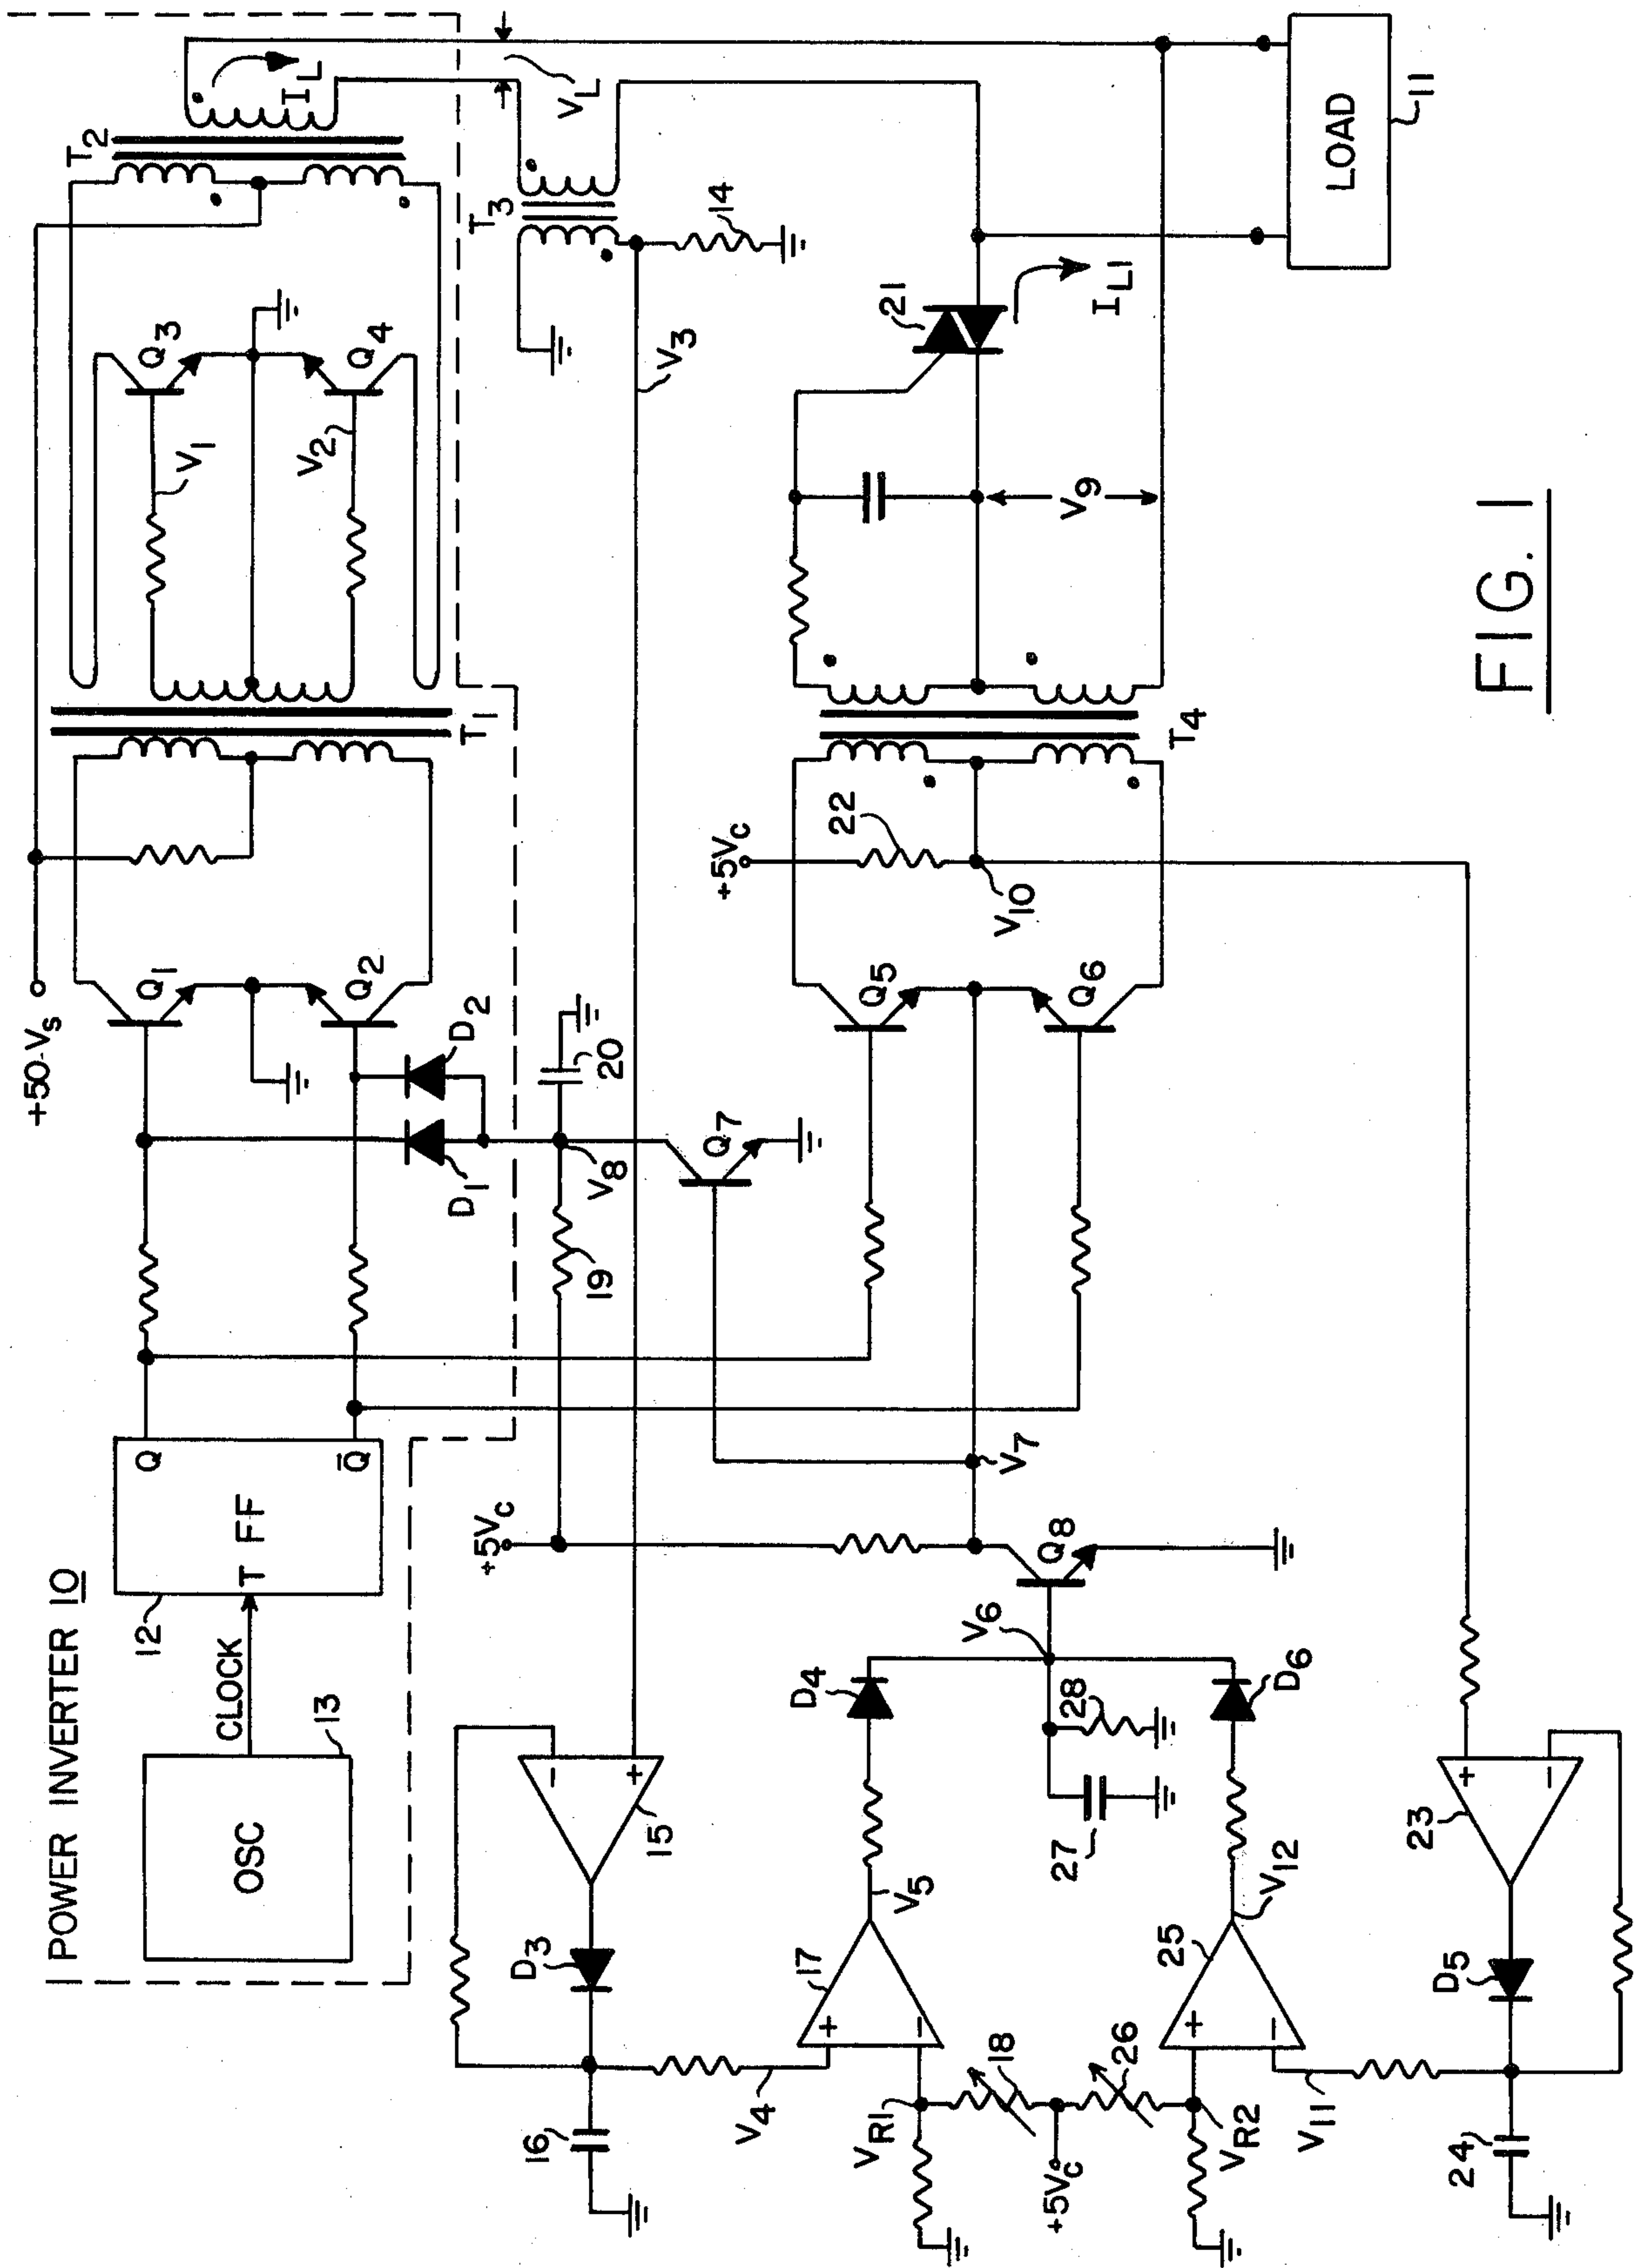 POWER INVERTER 10
OSC
13
CLOCK
12
T FF
Q
Q̄
+50-Vs
Q1
Q2
D1
D2
T1
V1
V2
Q3
Q4
T2
IL
VL
T3
14
V3
20
19
V8
Q7
+5Vc
V7
Q8
V6
D4
D6
28
27
15
D3
16
V4
17
V5
VR1
18
+5Vc
26
VR2
25
V12
V11
D5
23
24
Q5
Q6
+5Vc
22
V10
T4
V9
21
IL1
LOAD
11
FIG. 1